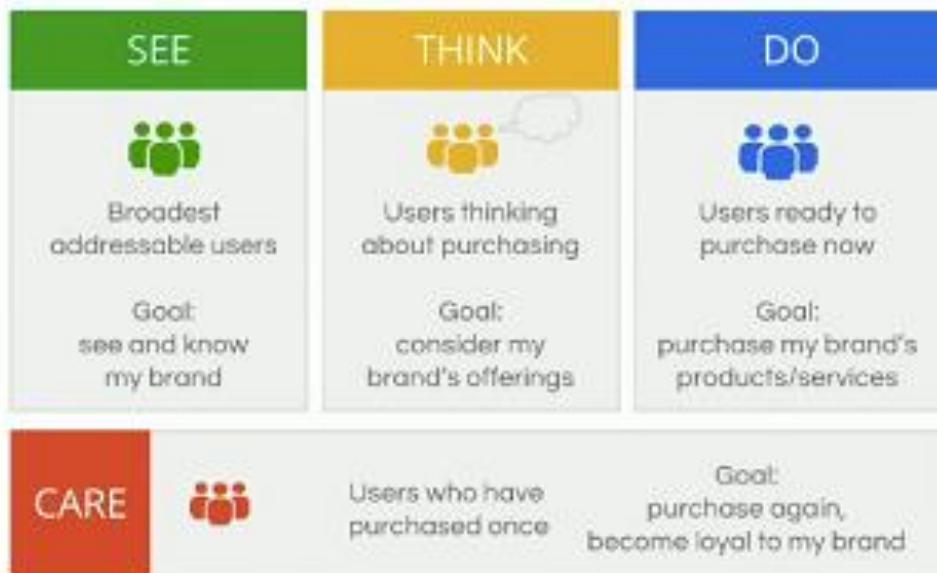 SEE
Broadest
addressable users
Goal:
see and know
my brand
THINK
Users thinking
about purchasing
Goal:
consider my
brand's offerings
DO
Users ready to
purchase now
Goal:
purchase my brand's
products/services
CARE
Users who have
purchased once
Goal:
purchase again,
become loyal to my brand